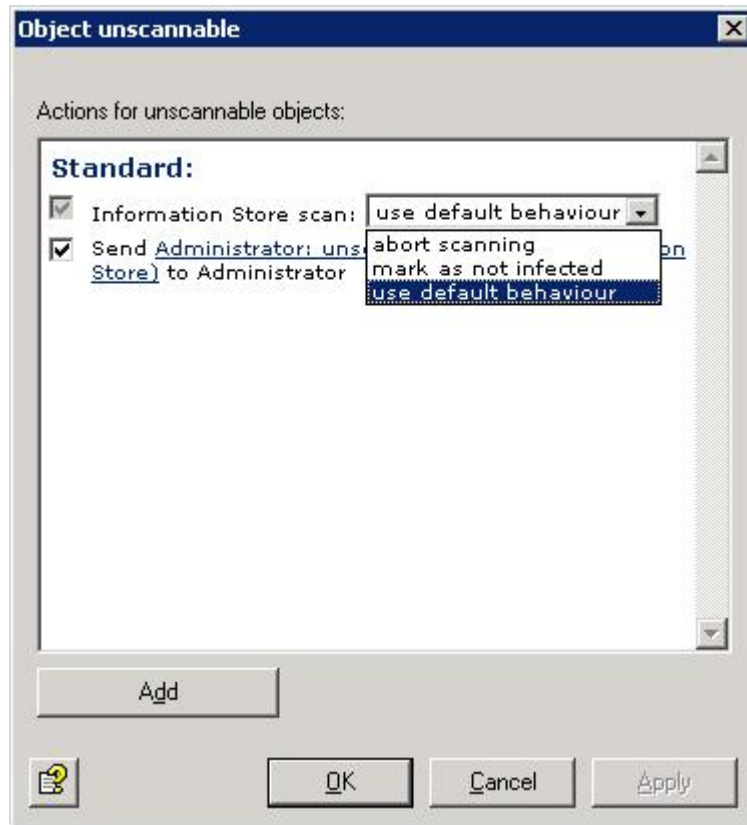 Object unscannable
Actions for unscannable objects:
Standard:
Information Store scan: use default behaviour
abort scanning
mark as not infected
use default behaviour
Send Administrator: uns on
Store) to Administrator
Add
OK
Cancel
Apply